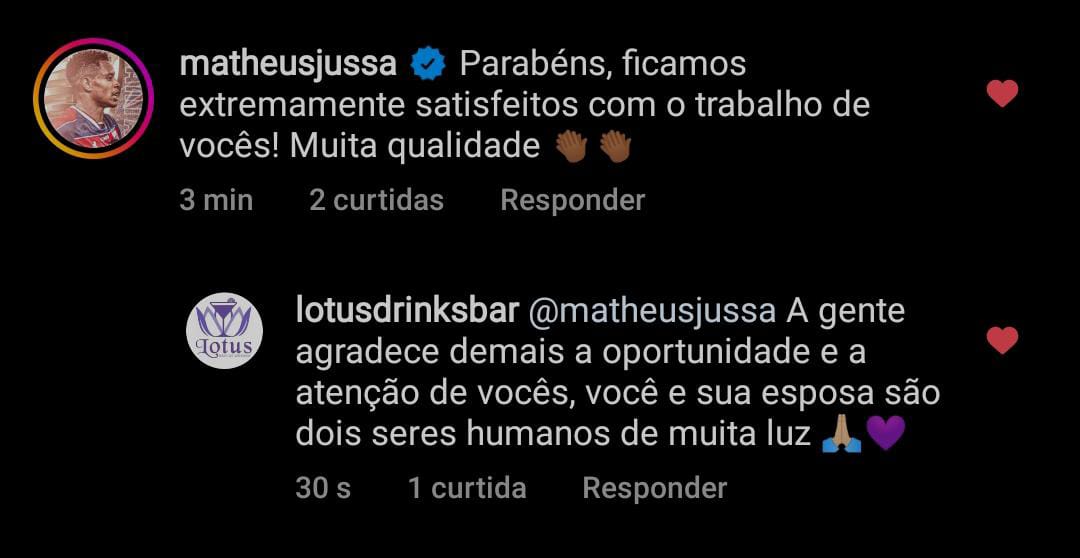 matheusjussa Parabéns, ficamos
extremamente satisfeitos com o trabalho de
vocês! Muita qualidade 👏🏾 👏🏾
3 min 2 curtidas Responder
lotusdrinksbar @matheusjussa A gente
agradece demais a oportunidade e a
atenção de vocês, você e sua esposa são
dois seres humanos de muita luz 🙏🏽💜
30 s 1 curtida Responder
Lotus